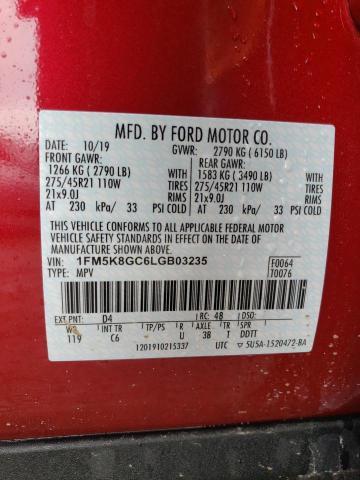 MFD. BY FORD MOTOR CO.
DATE: 10/19 GVWR: 2790 KG ( 6150 LB)
FRONT GAWR: REAR GAWR:
1266 KG ( 2790 LB) WITH 1583 KG ( 3490 LB) WITH
275/45R21 110W TIRES 275/45R21 110W TIRES
21x9.0J RIMS 21x9.0J RIMS
AT 230 kPa/ 33 PSI COLD AT 230 kPa/ 33 PSI COLD
THIS VEHICLE CONFORMS TO ALL APPLICABLE FEDERAL MOTOR
VEHICLE SAFETY AND THEFT PREVENTION STANDARDS IN EFFECT ON THE DATE OF
MANUFACTURE SHOWN ABOVE.
VIN: 1FM5K8GC6LGB03235 F0064
TYPE: MPV T0076
EXT PNT: D4 RC: 48 DSO:
WB INT TR TP/PS R AXLE TR SPR
119 C6 U 38 T DDTT
1201910215337 UTC ▽ 5U5A-1520472-BA